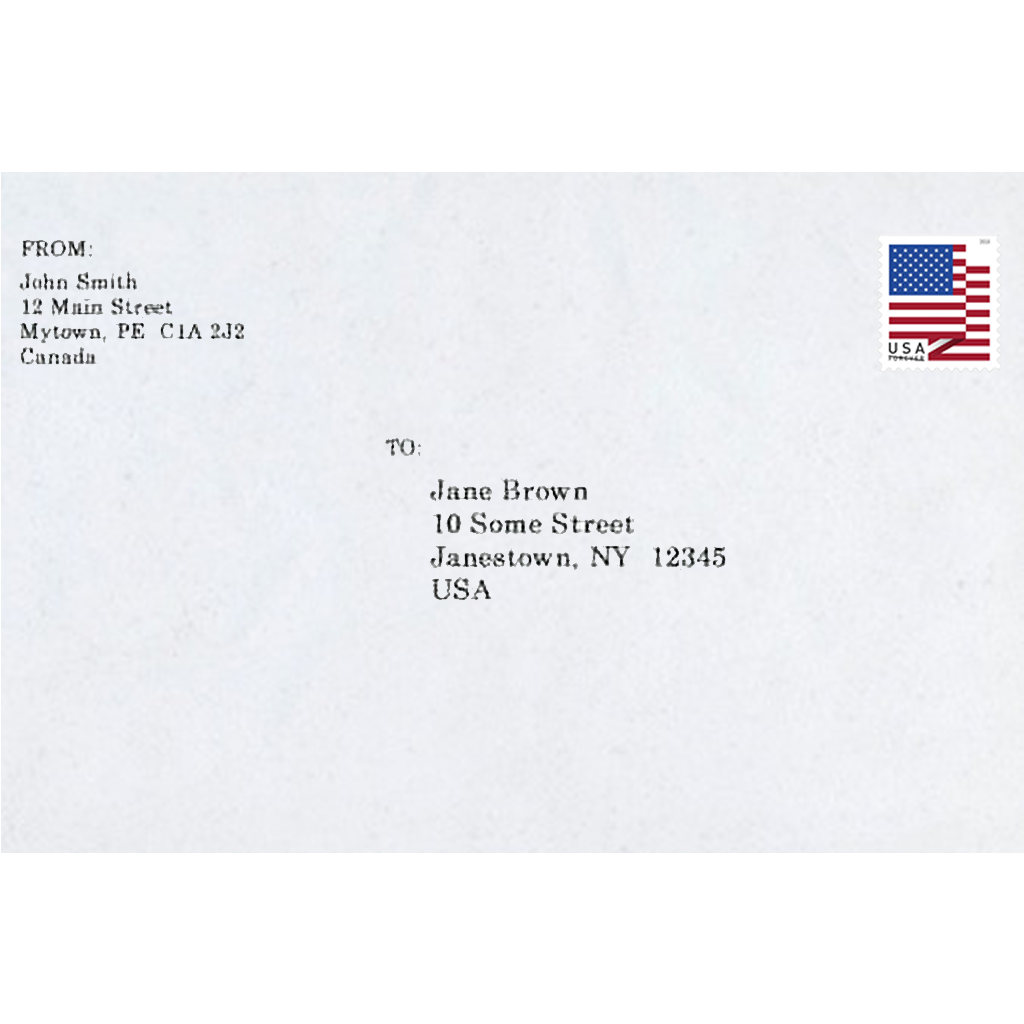 FROM:
John Smith
12 Main Street
Mytown, PE C1A 2J2
Canada
USA
FOREVER
TO:
Jane Brown
10 Some Street
Janestown, NY 12345
USA